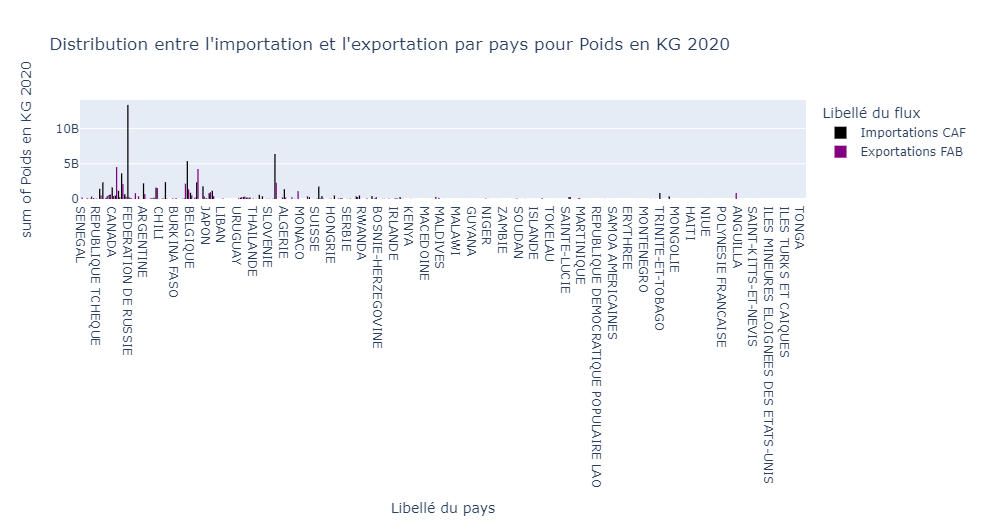 Distribution entre l'importation et l'exportation par pays pour Poids en KG 2020
sum of Poids en KG 2020
10B
5B
0
SENEGAL
REPUBLIQUE TCHEQUE
CANADA
FEDERATION DE RUSSIE
ARGENTINE
CHILI
BURKINA FASO
BELGIQUE
JAPON
LIBAN
URUGUAY
THAILANDE
SLOVENIE
ALGERIE
MONACO
SUISSE
HONGRIE
SERBIE
RWANDA
BOSNIE-HERZEGOVINE
IRLANDE
KENYA
MACEDOINE
MALDIVES
MALAWI
GUYANA
NIGER
ZAMBIE
SOUDAN
ISLANDE
TOKELAU
SAINTE-LUCIE
MARTINIQUE
REPUBLIQUE DEMOCRATIQUE POPULAIRE LAO
SAMOA AMERICAINES
ERYTHREE
MONTENEGRO
TRINITE-ET-TOBAGO
MONGOLIE
HAITI
NIUE
POLYNESIE FRANCAISE
ANGUILLA
SAINT-KITTS-ET-NEVIS
ILES MINEURES ELOIGNEES DES ETATS-UNIS
ILES TURKS ET CAIQUES
TONGA
Libellé du pays
Libellé du flux
Importations CAF
Exportations FAB